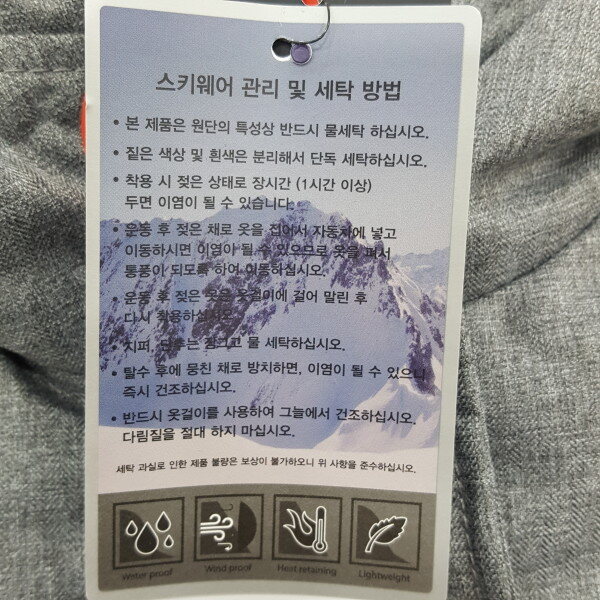 스키웨어 관리 및 세탁 방법
• 본 제품은 원단의 특성상 반드시 물세탁 하십시오.
• 짙은 색상 및 흰색은 분리해서 단독 세탁하십시오.
• 착용 시 젖은 상태로 장시간 (1시간 이상)
두면 이염이 될 수 있습니다.
• 운동 후 젖은 채로 옷을 접어서 자동차에 넣고
이동하시면 이염이 될 수 있으므로 옷을 펴서
통풍이 되도록 하여 이동하십시오.
• 운동 후 젖은 옷은 옷걸이에 걸어 말린 후
다시 착용하십시오.
• 지퍼, 단추는 잠그고 물 세탁하십시오.
• 탈수 후에 뭉친 채로 방치하면, 이염이 될 수 있으니
즉시 건조하십시오.
• 반드시 옷걸이를 사용하여 그늘에서 건조하십시오.
다림질을 절대 하지 마십시오.
세탁 과실로 인한 제품 불량은 보상이 불가하오니 위 사항을 준수하십시오.
Water proof Wind proof Heat retaining Lightweight